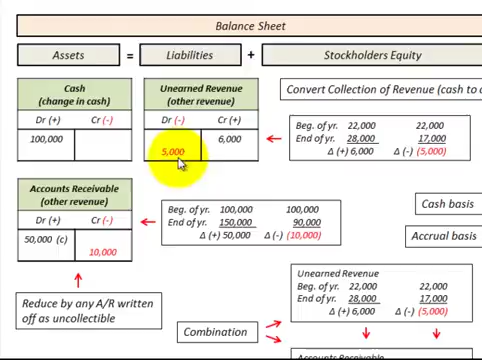 Balance Sheet
Assets = Liabilities + Stockholders Equity
Cash
(change in cash)
Dr (+) Cr (-)
100,000
Unearned Revenue
(other revenue)
Dr (-) Cr (+)
6,000
5,000
Convert Collection of Revenue (cash to
Beg. of yr. 22,000 22,000
End of yr. 28,000 17,000
Δ (+) 6,000 Δ (-) (5,000)
Accounts Receivable
(other revenue)
Dr (+) Cr (-)
50,000 (c)
10,000
Beg. of yr. 100,000 100,000
End of yr. 150,000 90,000
Δ (+) 50,000 Δ (-) (10,000)
Cash basis
Accrual basis
Reduce by any A/R written
off as uncollectible
Combination
Unearned Revenue
Beg. of yr. 22,000 22,000
End of yr. 28,000 17,000
Δ (+) 6,000 Δ (-) (5,000)
Accounts Receivable